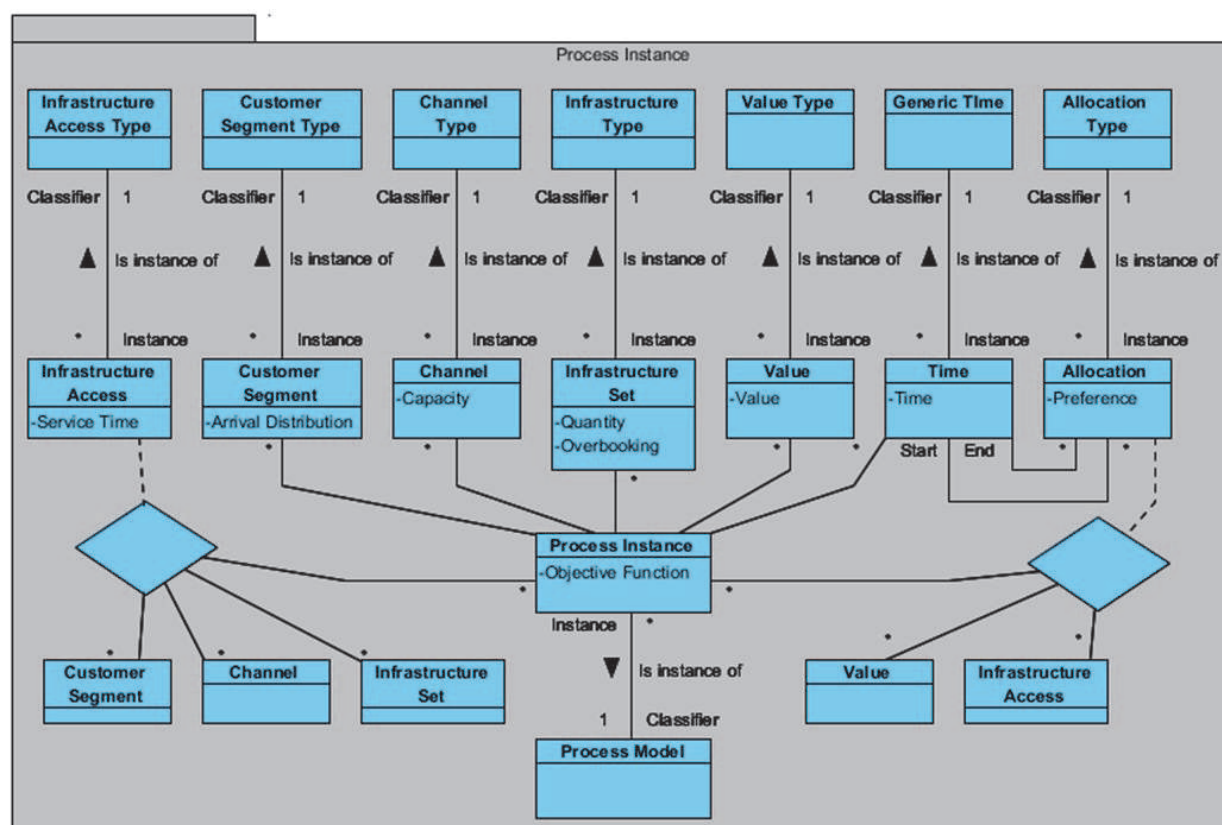 Process Instance
Infrastructure
Access Type
Customer
Segment Type
Channel
Type
Infrastructure
Type
Value Type
Generic TIme
Allocation
Type
Classifier 1
Classifier 1
Classifier 1
Classifier 1
Classifier 1
Classifier 1
Classifier 1
Is instance of
Is instance of
Is instance of
Is instance of
Is instance of
Is instance of
Is instance of
* Instance
* Instance
* Instance
* Instance
* Instance
* Instance
* Instance
Infrastructure
Access
-Service Time
Customer
Segment
-Arrival Distribution
*
Channel
-Capacity
*
Infrastructure
Set
-Quantity
-Overbooking
*
Value
-Value
*
Time
-Time
*
Start End
Allocation
-Preference
* *
Process Instance
-Objective Function
* *
Instance *
Is instance of
1 Classifier
Process Model
* * *
Customer
Segment
Channel
Infrastructure
Set
* *
Value
Infrastructure
Access